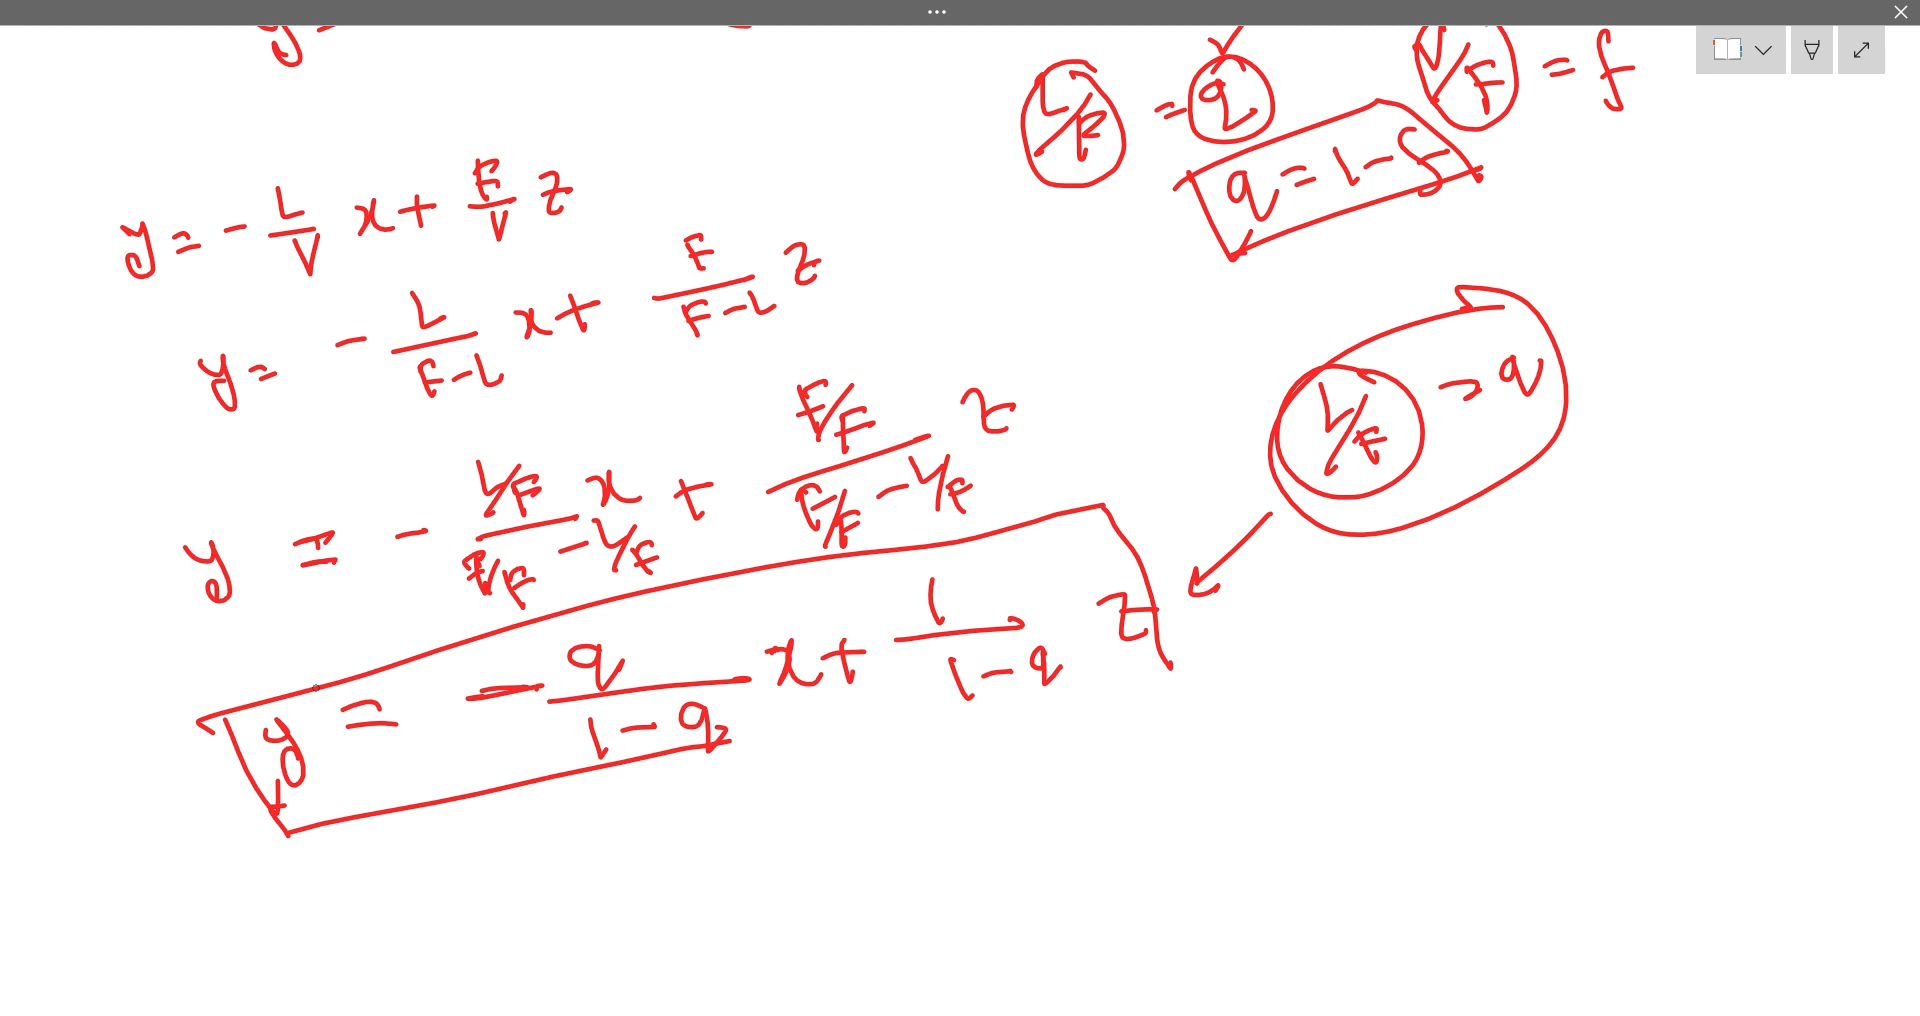 L/F = q
V/F = f
q = 1 - f
y = - L/V x + F/V z
y = - L/(F-L) x + F/(F-L) z
L/F = q
y = - (L/F)/(F/F - L/F) x + (F/F)/(F/F - L/F) z
y = - q/(1-q) x + 1/(1-q) z